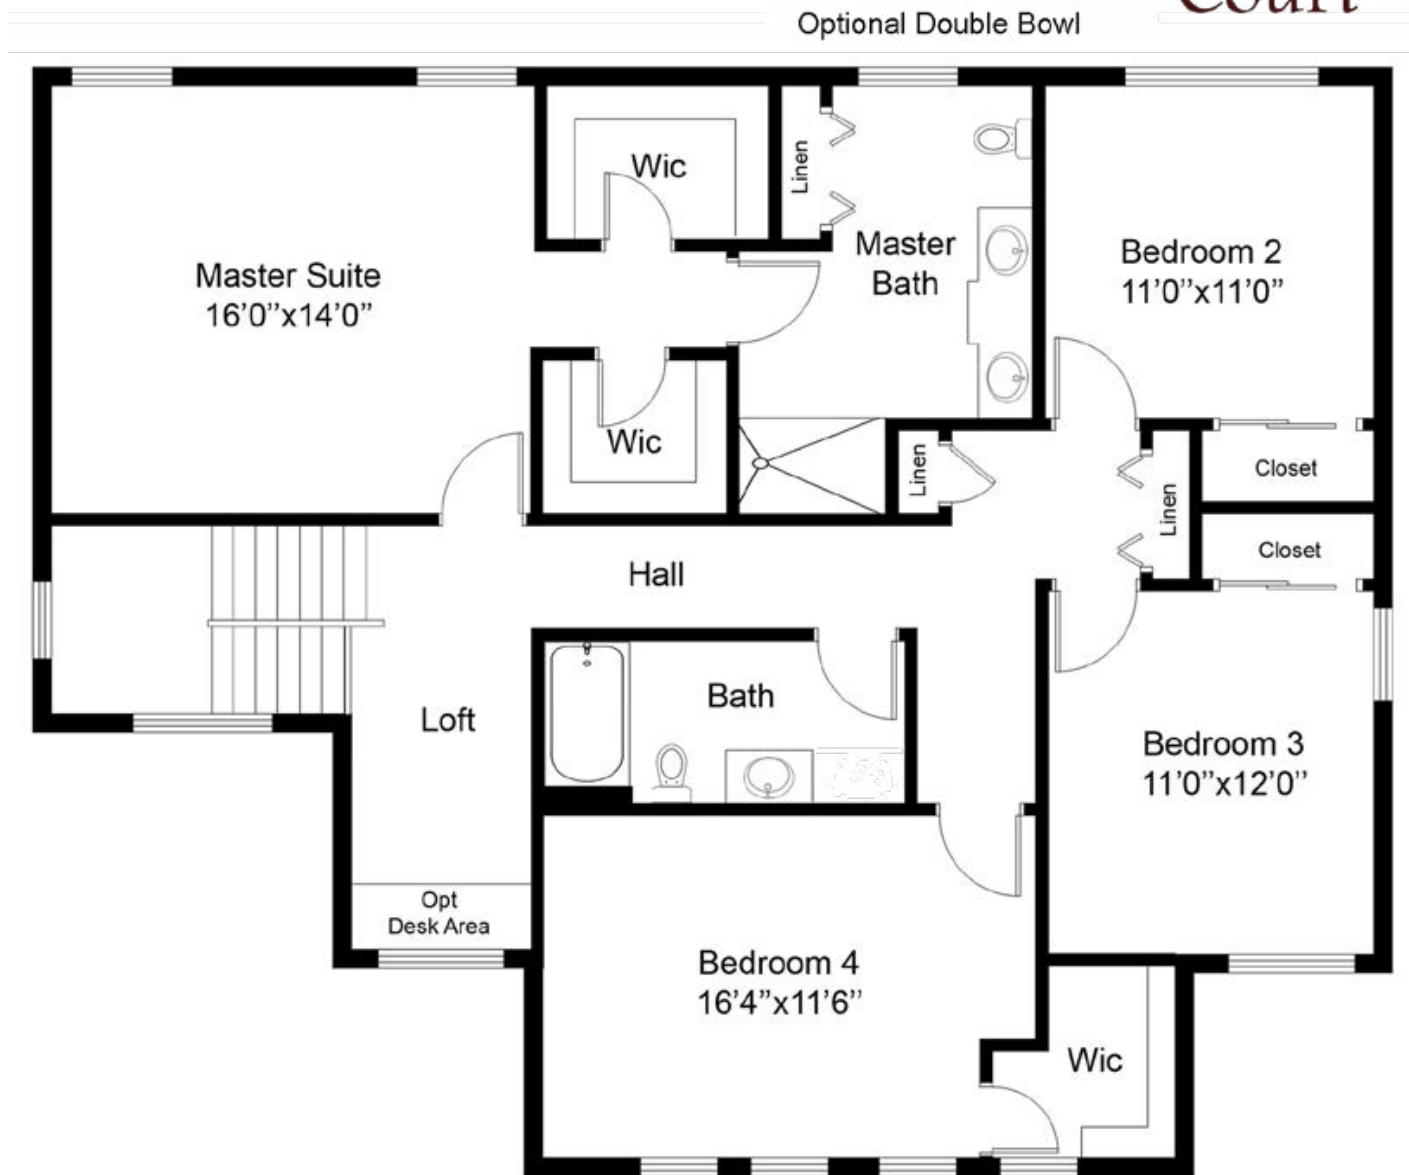 Court
Optional Double Bowl
Wic
Linen
Master
Bath
Master Suite
16'0"x14'0"
Bedroom 2
11'0"x11'0"
Wic
Linen
Closet
Linen
Closet
Hall
Bath
Loft
Bedroom 3
11'0"x12'0"
Opt
Desk Area
Bedroom 4
16'4"x11'6"
Wic